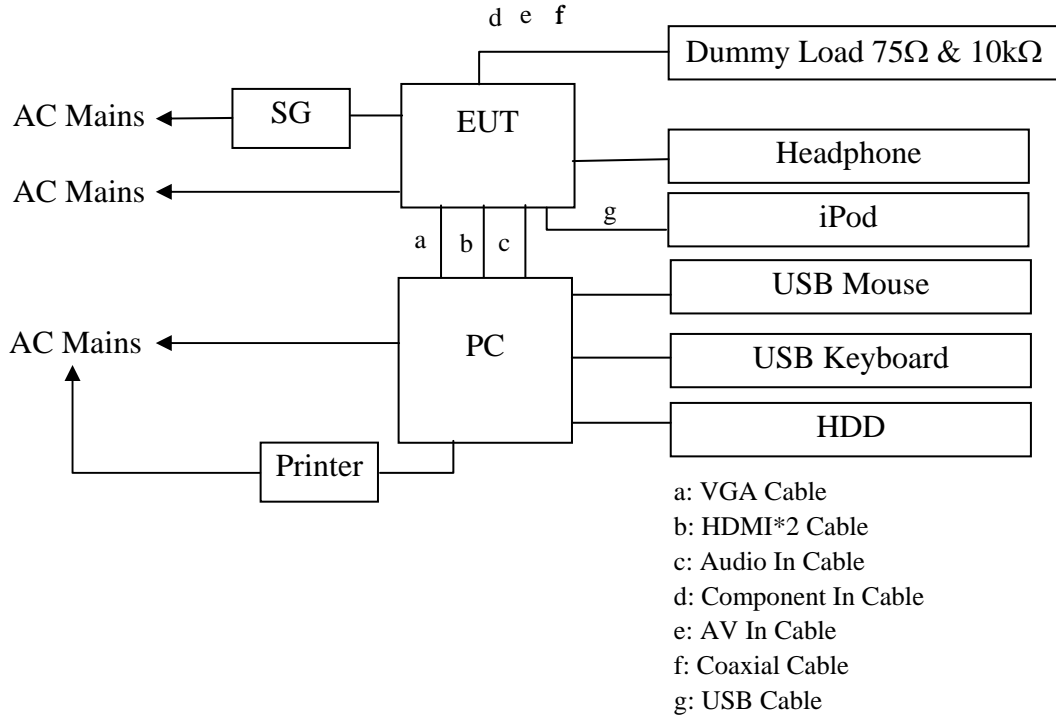 d e f
Dummy Load 75Ω & 10kΩ
AC Mains
SG
EUT
Headphone
AC Mains
g
iPod
a b c
USB Mouse
AC Mains
PC
USB Keyboard
HDD
Printer
a: VGA Cable
b: HDMI*2 Cable
c: Audio In Cable
d: Component In Cable
e: AV In Cable
f: Coaxial Cable
g: USB Cable